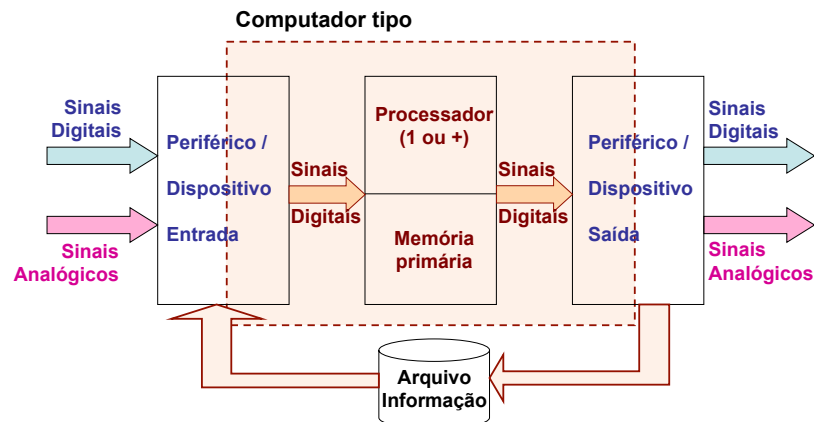 Computador tipo
Sinais
Digitais
Sinais
Analógicos
Periférico /
Dispositivo
Entrada
Sinais
Digitais
Processador
(1 ou +)
Memória
primária
Sinais
Digitais
Periférico /
Dispositivo
Saída
Sinais
Digitais
Sinais
Analógicos
Arquivo
Informação